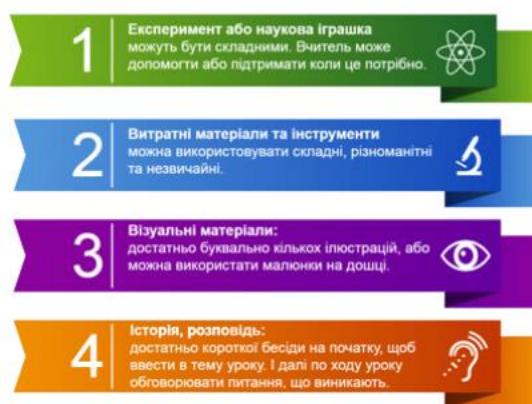 1
Експеримент або наукова іграшка
можуть бути складними. Вчитель може
допомогти або підтримати коли це потрібно.
2
Витратні матеріали та інструменти
можна використовувати складні, різноманітні
та незвичайні.
3
Візуальні матеріали:
достатньо буквально кількох ілюстрацій, або
можна використати малюнки на дошці.
4
Історія, розповідь:
достатньо короткої бесіди на початку, щоб
ввести в тему уроку. І далі по ходу уроку
обговорювати питання, що виникають.